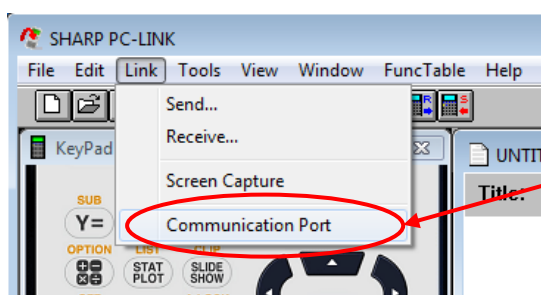 SHARP PC-LINK
File Edit Link Tools View Window FuncTable Help
Send...
Receive...
Screen Capture
Communication Port
KeyPad
SUB
Y=
OPTION LIST CLIP
STAT PLOT
SLIDE SHOW
Title: